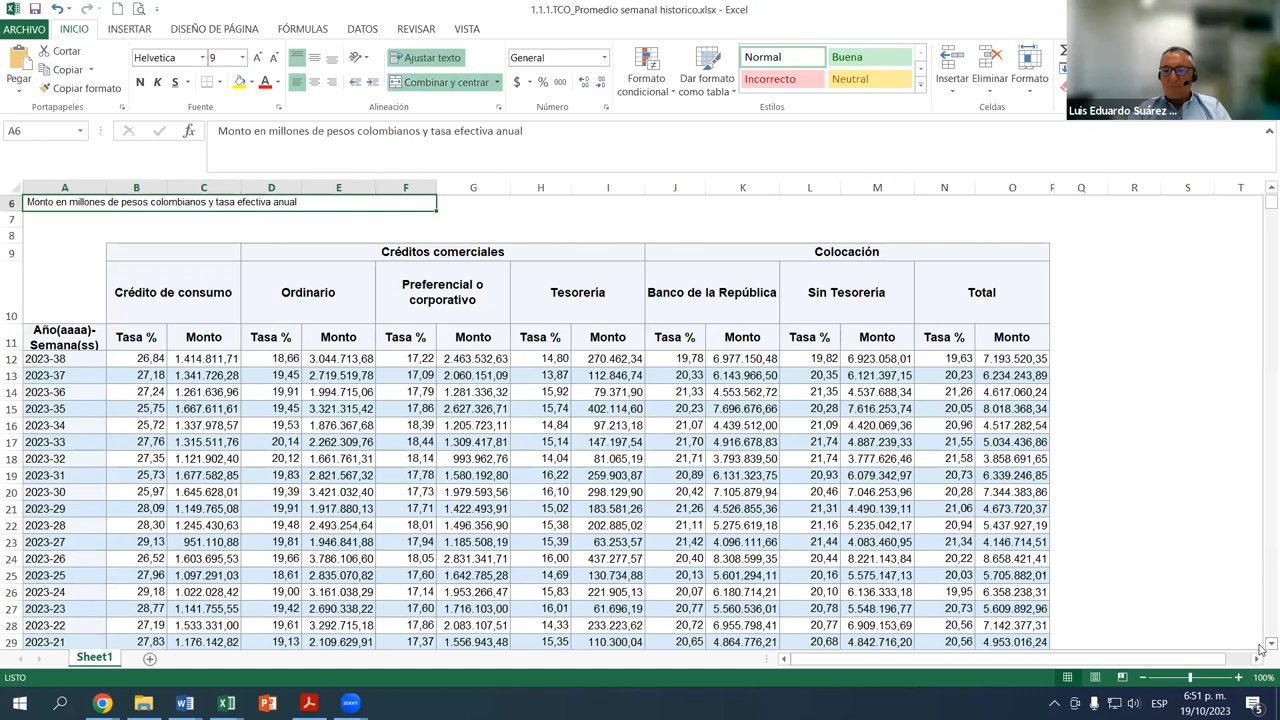 1.1.1.TCO_Promedio semanal historico.xlsx - Excel
ARCHIVO INICIO INSERTAR DISEÑO DE PÁGINA FÓRMULAS DATOS REVISAR VISTA
Pegar
Cortar
Copiar
Copiar formato
Portapapeles
Helvetica 9
N K S
Fuente
Ajustar texto
Combinar y centrar
Alineación
General
$ % 000
Número
Formato condicional
Dar formato como tabla
Normal Buena
Incorrecto Neutral
Estilos
Insertar Eliminar Formato
Celdas
Luis Eduardo Suárez ...
A6 fx Monto en millones de pesos colombianos y tasa efectiva anual
A B C D E F G H I J K L M N O P Q R S T
6 Monto en millones de pesos colombianos y tasa efectiva anual
7
8
9 Créditos comerciales Colocación
10 Crédito de consumo Ordinario Preferencial o corporativo Tesorería Banco de la República Sin Tesorería Total
11 Año(aaaa)-Semana(ss) Tasa % Monto Tasa % Monto Tasa % Monto Tasa % Monto Tasa % Monto Tasa % Monto Tasa % Monto
12 2023-38 26,84 1.414.811,71 18,66 3.044.713,68 17,22 2.463.532,63 14,80 270.462,34 19,78 6.977.150,48 19,82 6.923.058,01 19,63 7.193.520,35
13 2023-37 27,18 1.341.726,28 19,45 2.719.519,78 17,09 2.060.151,09 13,87 112.846,74 20,33 6.143.966,50 20,35 6.121.397,15 20,23 6.234.243,89
14 2023-36 27,24 1.261.636,96 19,91 1.994.715,06 17,79 1.281.336,32 15,92 79.371,90 21,36 4.553.562,72 21,38 4.537.688,34 21,26 4.617.060,24
15 2023-35 25,75 1.667.611,61 19,45 3.321.315,42 17,86 2.627.326,71 15,74 402.114,60 20,23 7.696.676,66 20,28 7.616.253,74 20,05 8.018.368,34
16 2023-34 25,72 1.337.978,57 19,53 1.876.367,68 18,39 1.205.723,11 14,84 97.213,18 21,07 4.439.512,00 21,09 4.420.069,36 20,96 4.517.282,54
17 2023-33 27,76 1.315.511,76 20,14 2.262.309,76 18,44 1.309.417,81 15,14 147.197,54 21,70 4.916.678,83 21,74 4.887.239,33 21,55 5.034.436,86
18 2023-32 27,35 1.121.902,40 20,12 1.661.761,31 18,14 993.962,76 14,04 81.065,19 21,71 3.793.839,50 21,74 3.777.626,46 21,58 3.858.691,65
19 2023-31 25,73 1.677.582,85 19,83 2.821.567,32 17,78 1.580.192,80 16,22 259.903,87 20,89 6.131.323,75 20,93 6.079.342,97 20,73 6.339.246,85
20 2023-30 25,97 1.645.628,01 19,39 3.421.032,40 17,73 1.979.593,56 16,10 298.129,90 20,42 7.105.879,94 20,46 7.046.253,96 20,28 7.344.383,86
21 2023-29 28,09 1.149.765,08 19,91 1.917.880,13 17,71 1.422.493,91 15,02 183.581,26 21,26 4.526.855,36 21,31 4.490.139,11 21,06 4.673.720,37
22 2023-28 28,30 1.245.430,63 19,48 2.493.254,64 18,01 1.496.356,90 15,38 202.885,02 21,11 5.275.619,18 21,16 5.235.042,17 20,94 5.437.927,19
23 2023-27 29,13 951.110,88 19,81 1.946.841,88 17,94 1.185.508,19 15,39 63.253,57 21,42 4.096.111,66 21,44 4.083.460,95 21,34 4.146.714,51
24 2023-26 26,52 1.603.695,53 19,66 3.786.106,60 18,05 2.831.341,71 16,00 437.277,57 20,40 8.308.599,35 20,44 8.221.143,84 20,22 8.658.421,41
25 2023-25 27,96 1.097.291,03 18,61 2.835.070,82 17,60 1.642.785,28 14,69 130.734,88 20,13 5.601.294,11 20,16 5.575.147,13 20,03 5.705.882,01
26 2023-24 29,18 1.022.028,42 19,00 3.161.038,29 17,14 1.953.266,47 15,83 221.905,13 20,07 6.180.714,21 20,10 6.136.333,18 19,95 6.358.238,31
27 2023-23 28,77 1.141.755,55 19,42 2.690.338,22 17,60 1.716.103,00 16,01 61.696,19 20,77 5.560.536,01 20,78 5.548.196,77 20,73 5.609.892,96
28 2023-22 27,19 1.533.331,00 19,61 3.292.715,18 17,86 2.083.107,51 14,33 233.223,62 20,72 6.955.798,41 20,78 6.909.153,69 20,56 7.142.377,31
29 2023-21 27,83 1.176.142,82 19,13 2.109.629,91 17,37 1.556.943,48 15,35 110.300,04 20,65 4.864.776,21 20,68 4.842.716,20 20,56 4.953.016,24
Sheet1
LISTO 100%
zoom
ESP
6:51 p. m.
19/10/2023
5